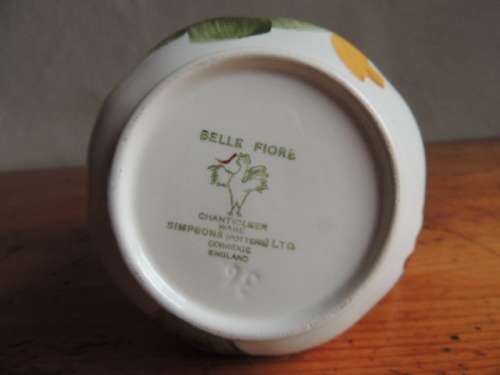 BELLE FIORE
CHANTICLEER
WARE
SIMPSONS (POTTERS) LTD
COBRIDGE
ENGLAND